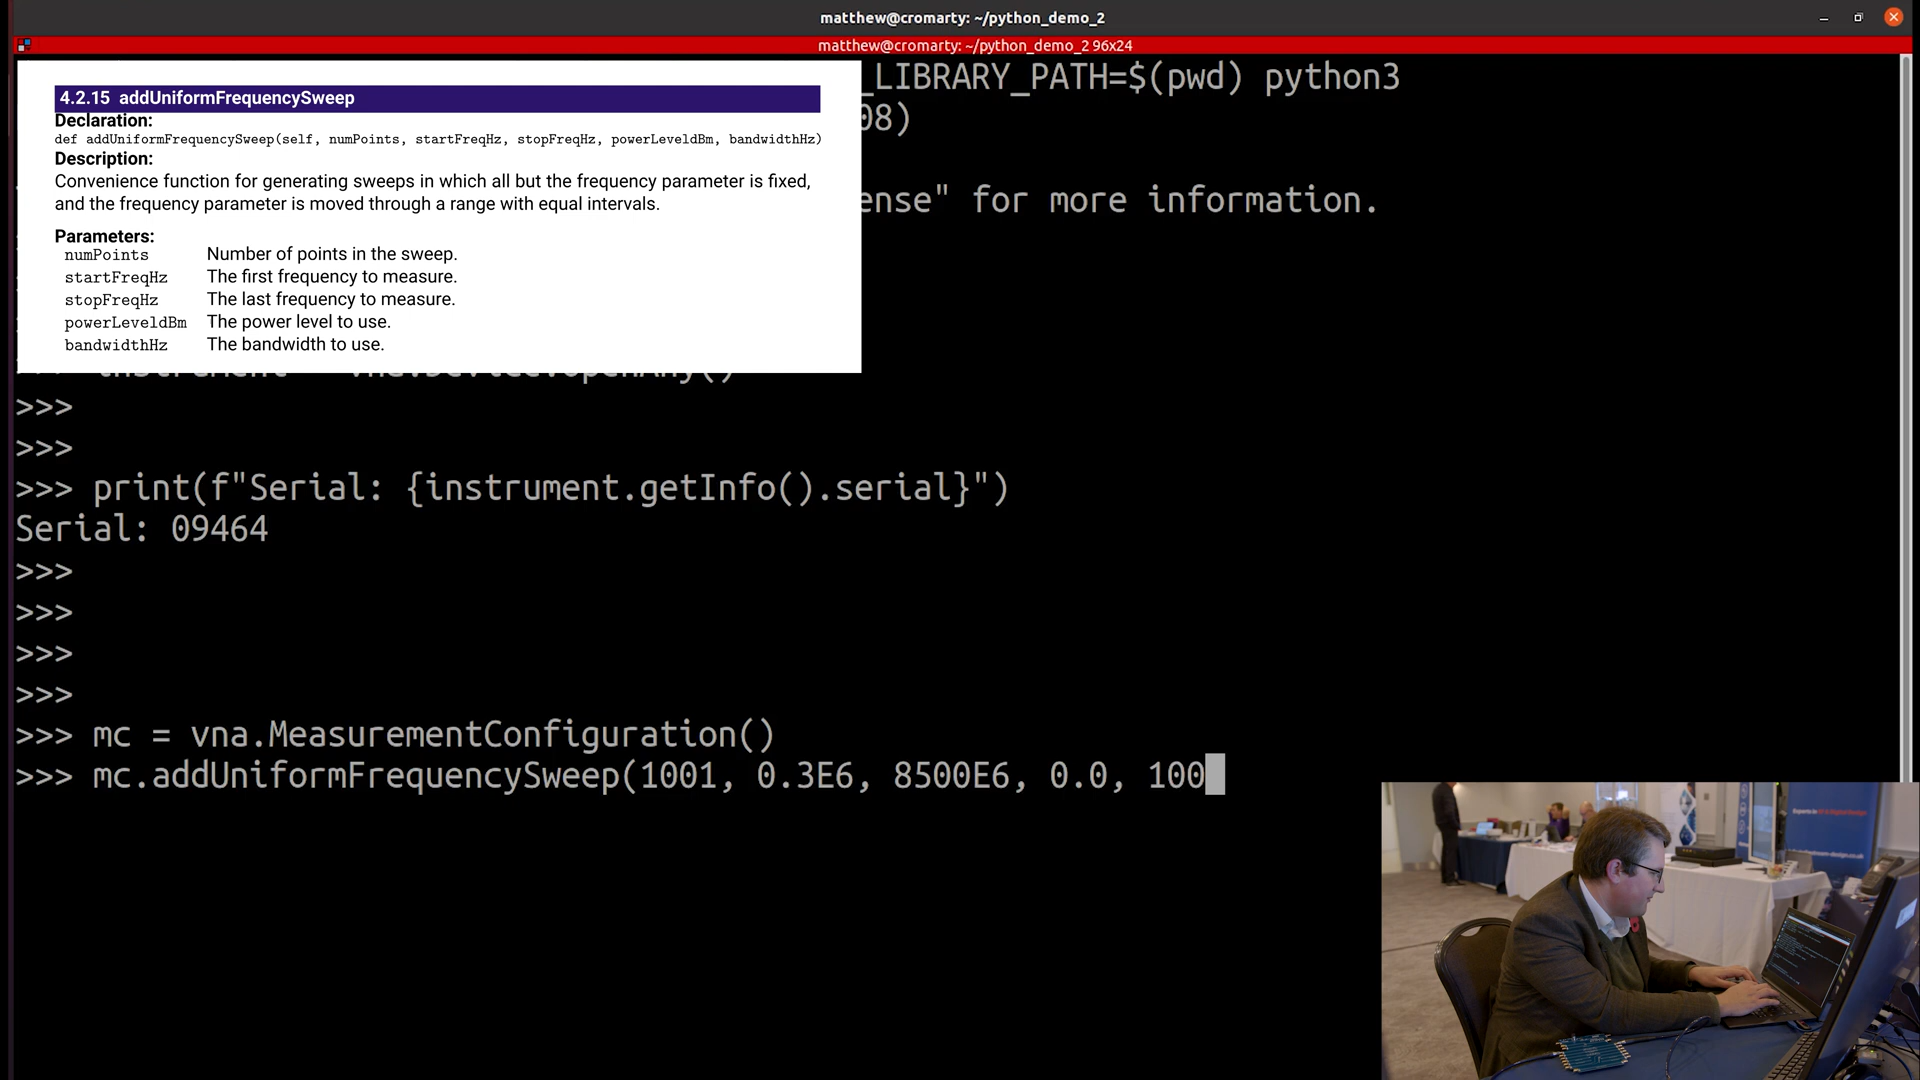 matthew@cromarty: ~/python_demo_2
matthew@cromarty: ~/python_demo_2 96x24
_LIBRARY_PATH=$(pwd) python3
08)
ense" for more information.
4.2.15 addUniformFrequencySweep
Declaration:
def addUniformFrequencySweep(self, numPoints, startFreqHz, stopFreqHz, powerLeveldBm, bandwidthHz)
Description:
Convenience function for generating sweeps in which all but the frequency parameter is fixed,
and the frequency parameter is moved through a range with equal intervals.
Parameters:
numPoints Number of points in the sweep.
startFreqHz The first frequency to measure.
stopFreqHz The last frequency to measure.
powerLeveldBm The power level to use.
bandwidthHz The bandwidth to use.
>>>
>>>
>>> print(f"Serial: {instrument.getInfo().serial}")
Serial: 09464
>>>
>>>
>>>
>>>
>>> mc = vna.MeasurementConfiguration()
>>> mc.addUniformFrequencySweep(1001, 0.3E6, 8500E6, 0.0, 100